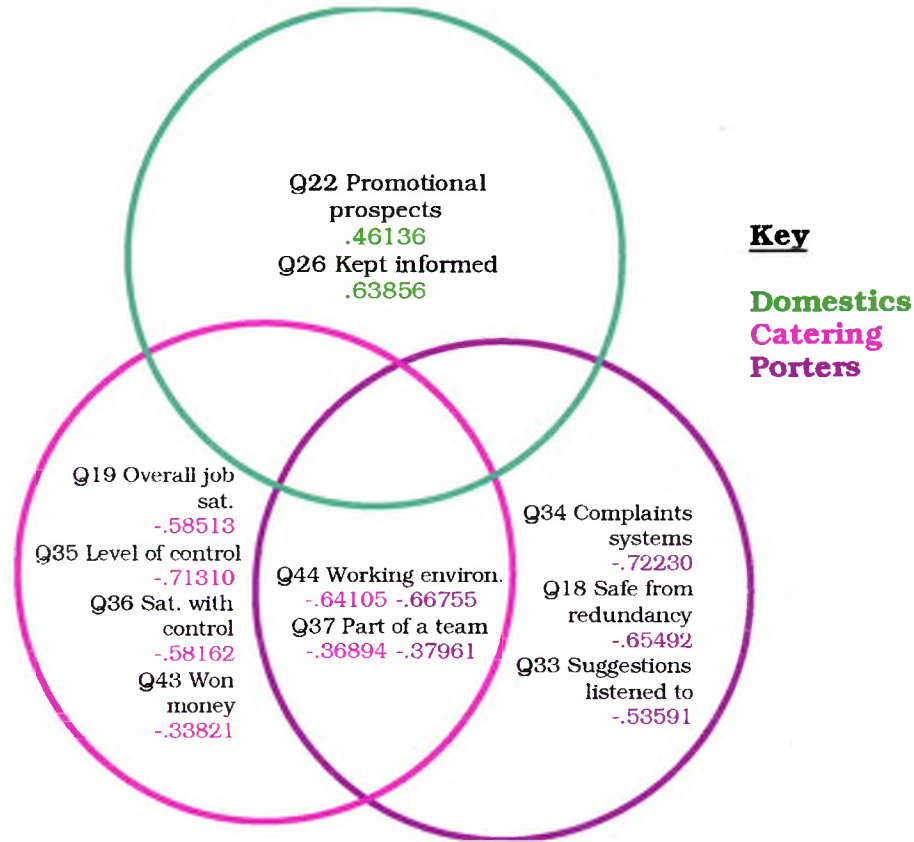 Q22 Promotional
prospects
.46136
Q26 Kept informed
.63856
Key
Domestics
Catering
Porters
Q19 Overall job
sat.
-.58513
Q35 Level of control
-.71310
Q36 Sat. with
control
-.58162
Q43 Won
money
-.33821
Q44 Working environ.
-.64105 -.66755
Q37 Part of a team
-.36894 -.37961
Q34 Complaints
systems
-.72230
Q18 Safe from
redundancy
-.65492
Q33 Suggestions
listened to
-.53591